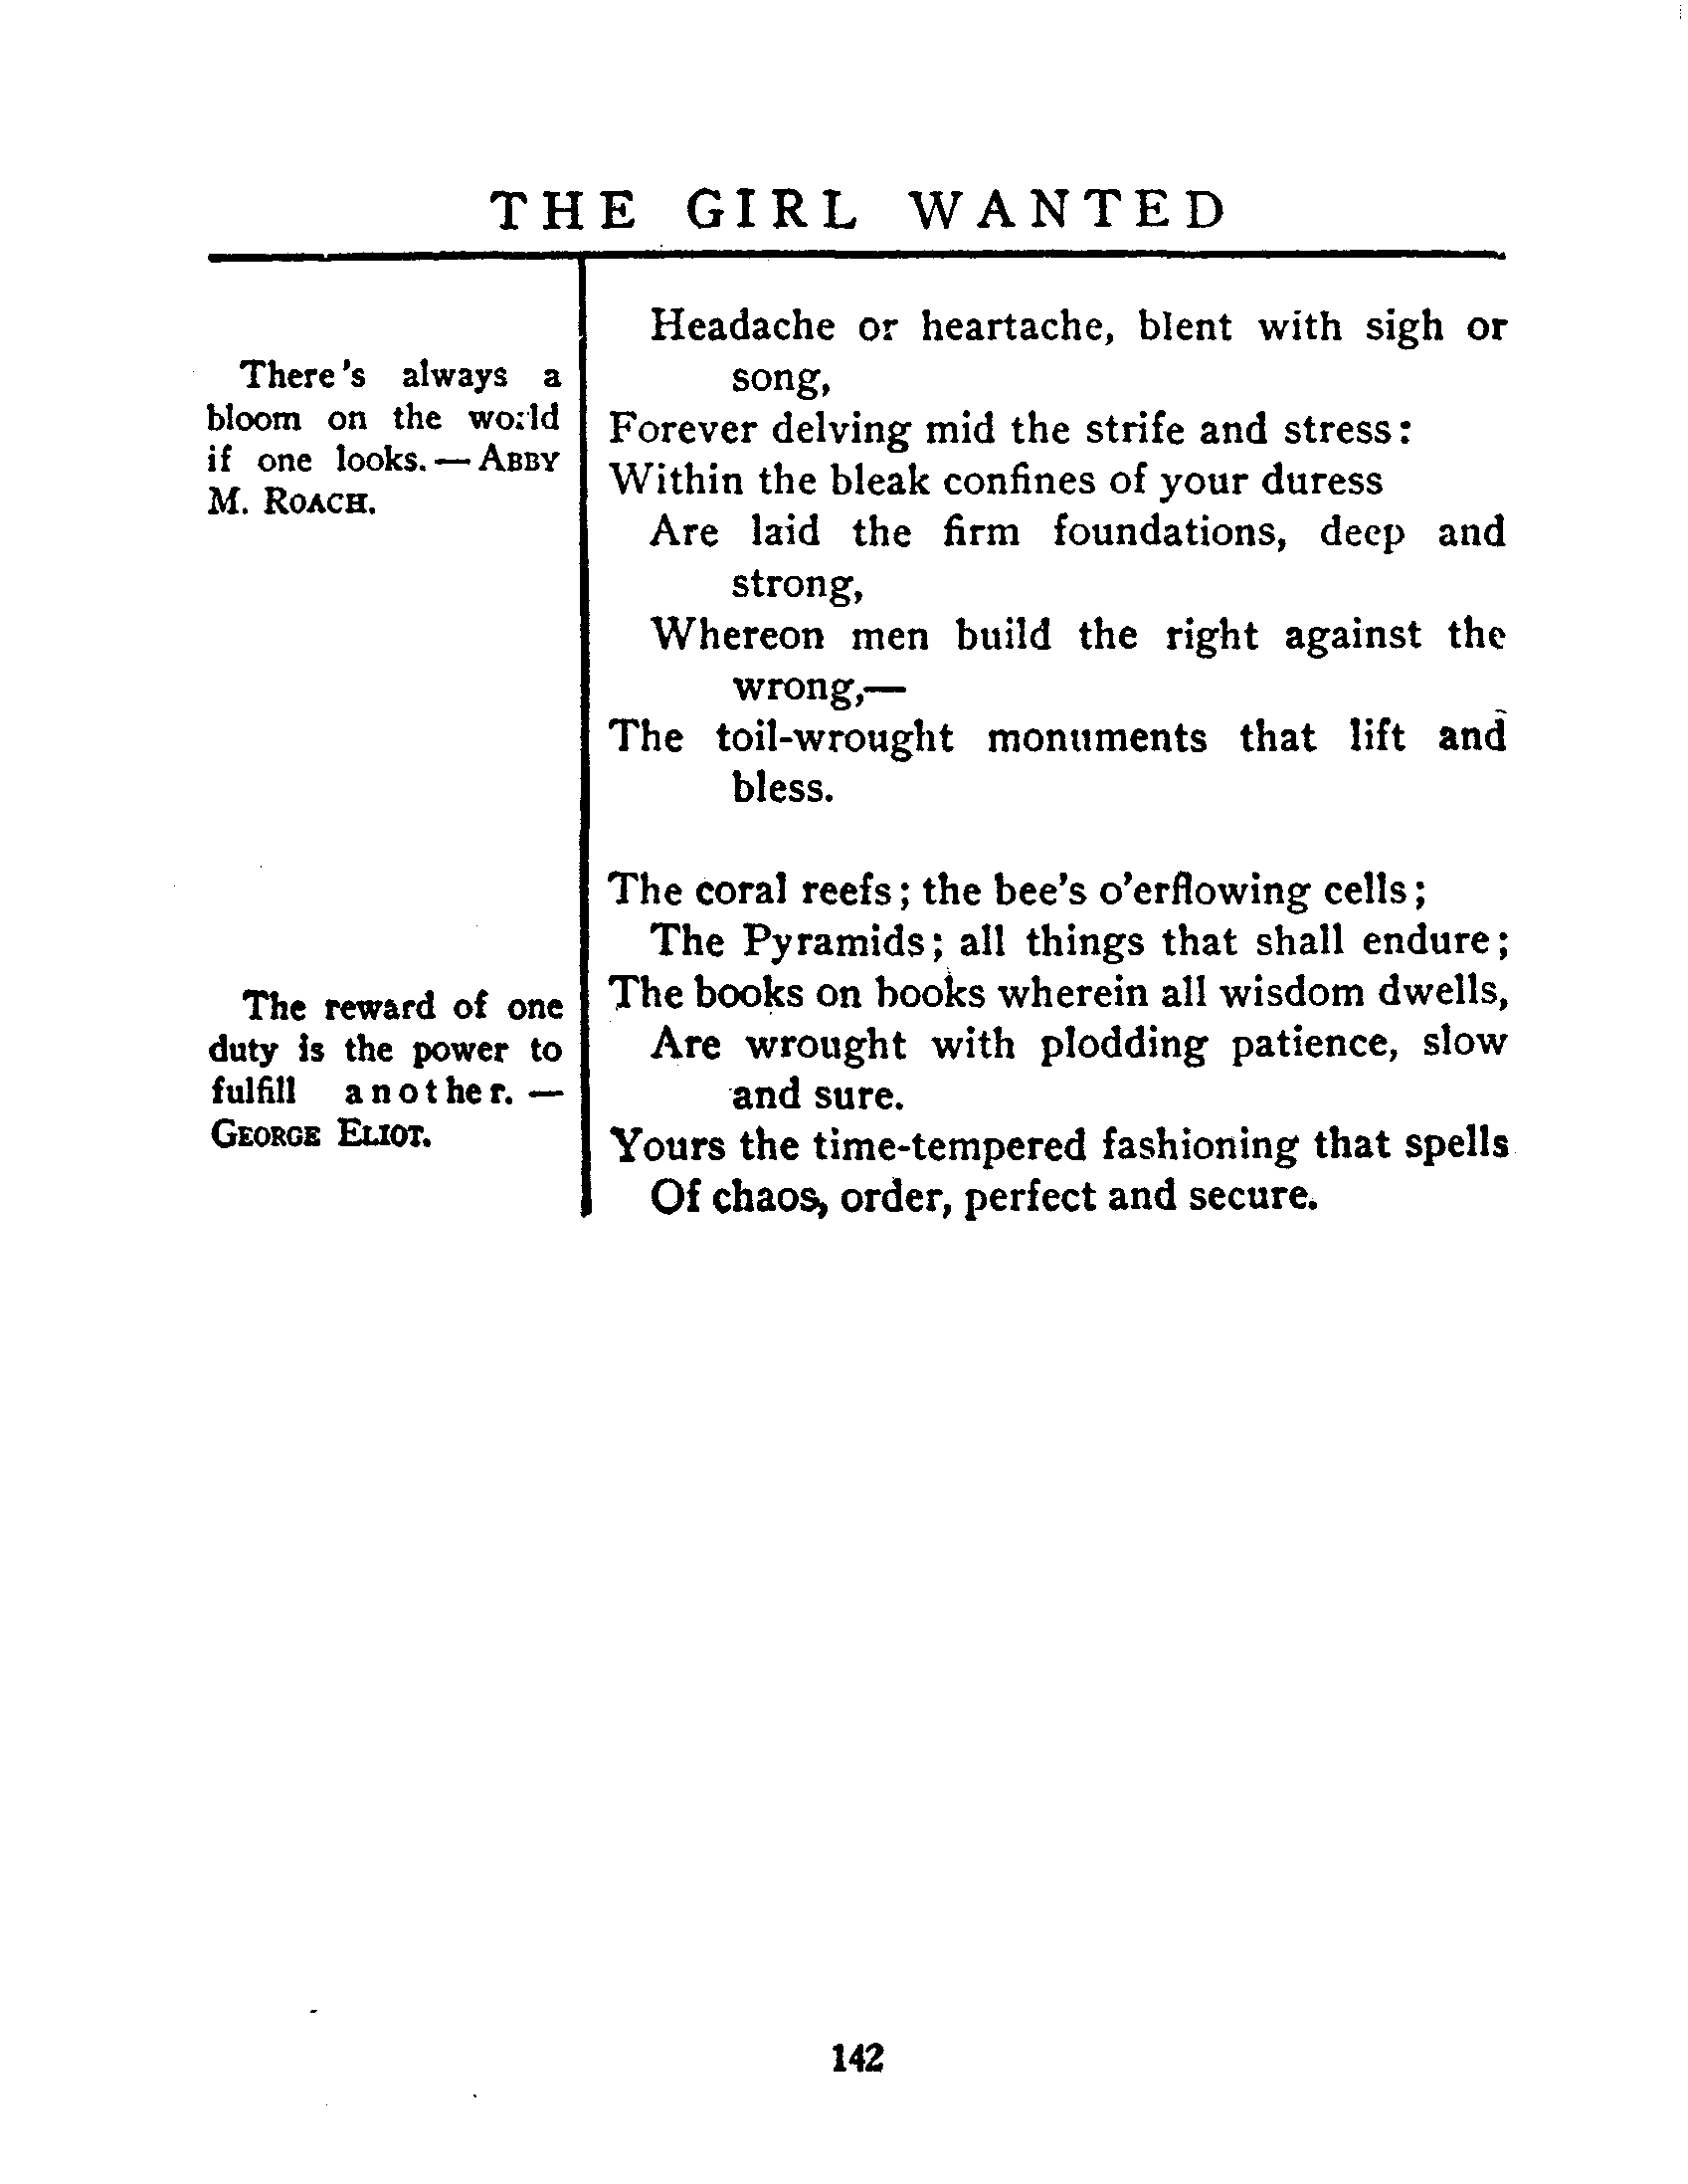 THE GIRL WANTED
There's always a
bloom on the world
if one looks.—ABBY
M. ROACH.
The reward of one
duty is the power to
fulfill another.—
GEORGE ELIOT.
Headache or heartache, blent with sigh or
song,
Forever delving mid the strife and stress:
Within the bleak confines of your duress
Are laid the firm foundations, deep and
strong,
Whereon men build the right against the
wrong,—
The toil-wrought monuments that lift and
bless.
The coral reefs; the bee's o'erflowing cells;
The Pyramids; all things that shall endure;
The books on books wherein all wisdom dwells,
Are wrought with plodding patience, slow
and sure.
Yours the time-tempered fashioning that spells
Of chaos, order, perfect and secure.
142